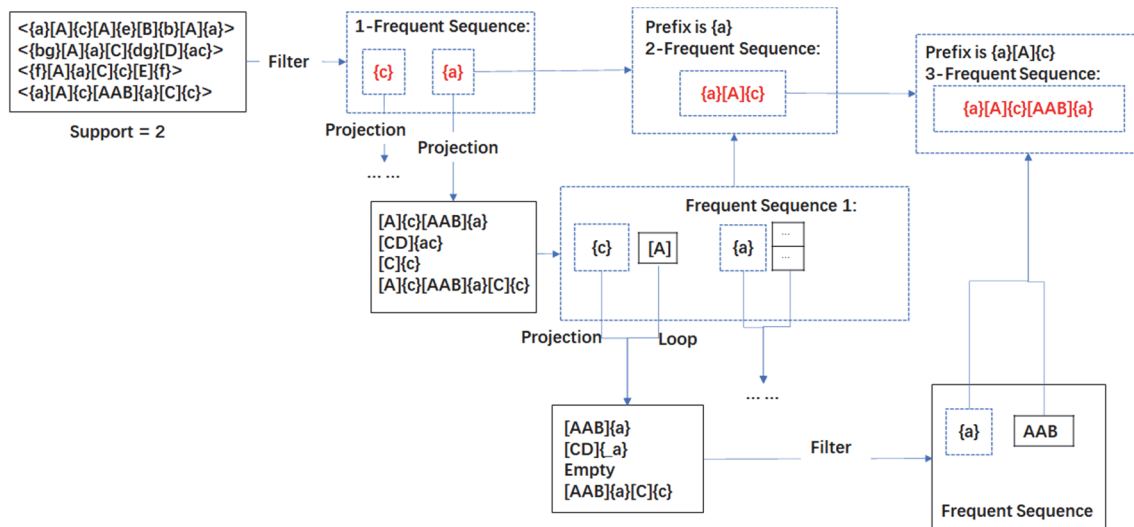 <{a}[A]{c}[A]{e}[B]{b}[A]{a}>
<{bg}[A]{a}[C]{dg}[D]{ac}>
<{f}[A]{a}[C]{c}[E]{f}>
<{a}[A]{c}[AAB]{a}[C]{c}>
Support = 2
Filter
1-Frequent Sequence:
{c}
{a}
Projection
Projection
... ...
Prefix is {a}
2-Frequent Sequence:
{a}[A]{c}
Prefix is {a}[A]{c}
3-Frequent Sequence:
{a}[A]{c}[AAB]{a}
[A]{c}[AAB]{a}
[CD]{ac}
[C]{c}
[A]{c}[AAB]{a}[C]{c}
Frequent Sequence 1:
{c}
[A]
{a}
...
...
Projection
Loop
... ...
[AAB]{a}
[CD]{_a}
Empty
[AAB]{a}[C]{c}
Filter
{a}
AAB
Frequent Sequence